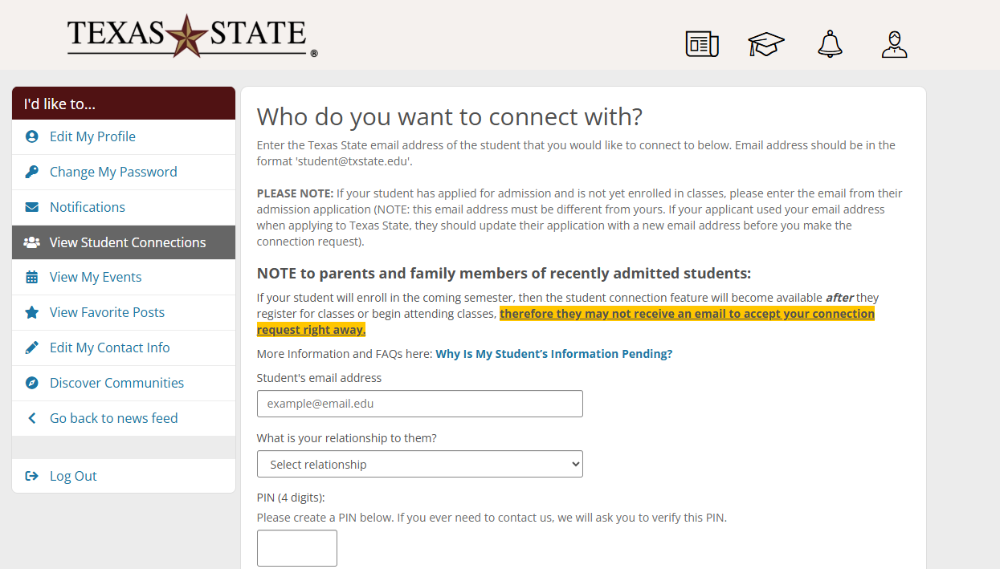 TEXAS STATE ®
I'd like to...
Edit My Profile
Change My Password
Notifications
View Student Connections
View My Events
View Favorite Posts
Edit My Contact Info
Discover Communities
Go back to news feed
Log Out
Who do you want to connect with?
Enter the Texas State email address of the student that you would like to connect to below. Email address should be in the
format 'student@txstate.edu'.
PLEASE NOTE: If your student has applied for admission and is not yet enrolled in classes, please enter the email from their
admission application (NOTE: this email address must be different from yours. If your applicant used your email address
when applying to Texas State, they should update their application with a new email address before you make the
connection request).
NOTE to parents and family members of recently admitted students:
If your student will enroll in the coming semester, then the student connection feature will become available after they
register for classes or begin attending classes, therefore they may not receive an email to accept your connection
request right away.
More Information and FAQs here: Why Is My Student’s Information Pending?
Student's email address
example@email.edu
What is your relationship to them?
Select relationship
PIN (4 digits):
Please create a PIN below. If you ever need to contact us, we will ask you to verify this PIN.